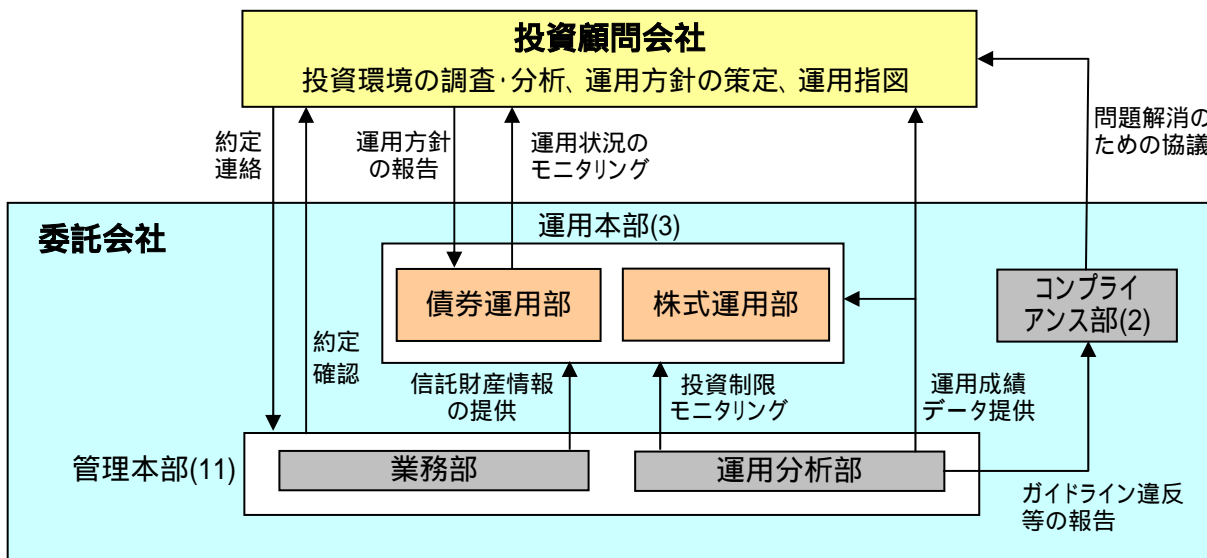 投資顧問会社
投資環境の調査・分析、運用方針の策定、運用指図
約定
連絡
運用方針
の報告
運用状況の
モニタリング
問題解消の
ための協議
委託会社
運用本部(3)
債券運用部
株式運用部
コンプライ
アンス部(2)
約定
確認
信託財産情報
の提供
投資制限
モニタリング
運用成績
データ提供
管理本部(11)
業務部
運用分析部
ガイドライン違反
等の報告